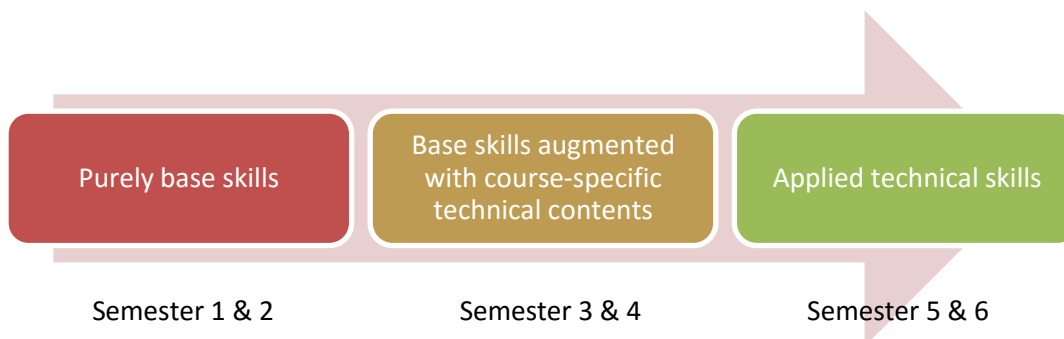 Purely base skills
Base skills augmented
with course-specific
technical contents
Applied technical skills
Semester 1 & 2
Semester 3 & 4
Semester 5 & 6